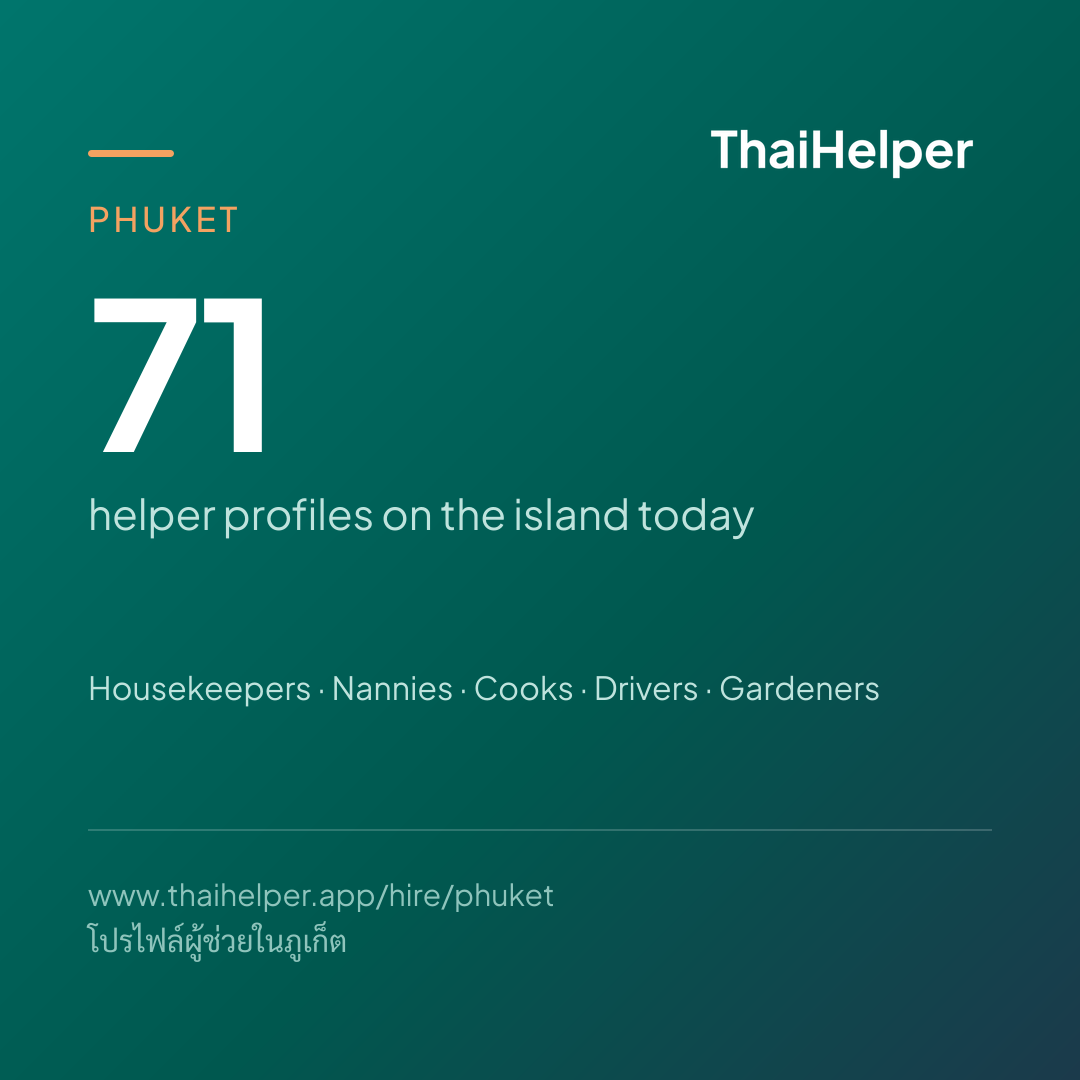 ThaiHelper
PHUKET
71
helper profiles on the island today
Housekeepers · Nannies · Cooks · Drivers · Gardeners
www.thaihelper.app/hire/phuket
โปรไฟล์ผู้ช่วยในภูเก็ต